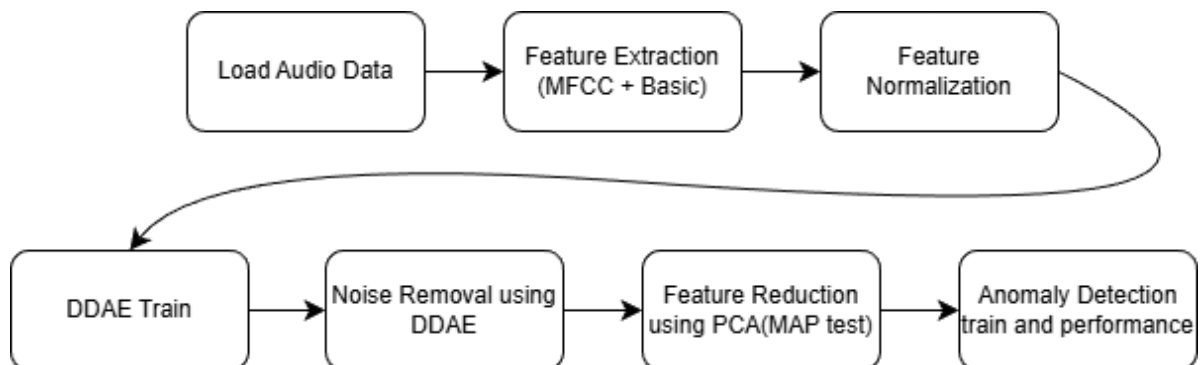 Load Audio Data
Feature Extraction
(MFCC + Basic)
Feature
Normalization
DDAE Train
Noise Removal using
DDAE
Feature Reduction
using PCA(MAP test)
Anomaly Detection
train and performance